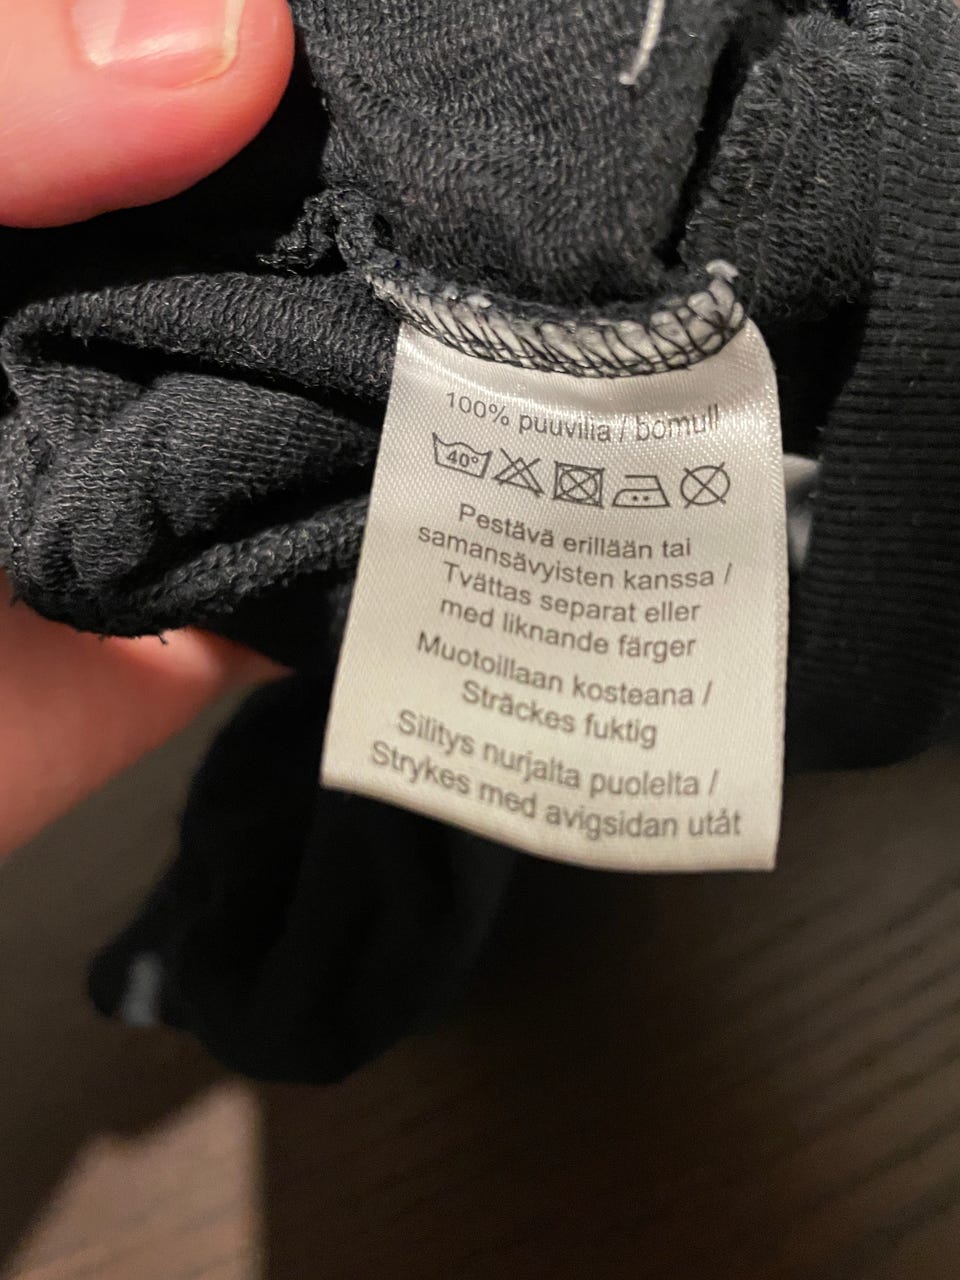 100% puuvilla / bomull
40°
Pestävä erillään tai
samansävyisten kanssa /
Tvättas separat eller
med liknande färger
Muotoillaan kosteana /
Sträckes fuktig
Silitys nurjalta puolelta /
Strykes med avigsidan utåt